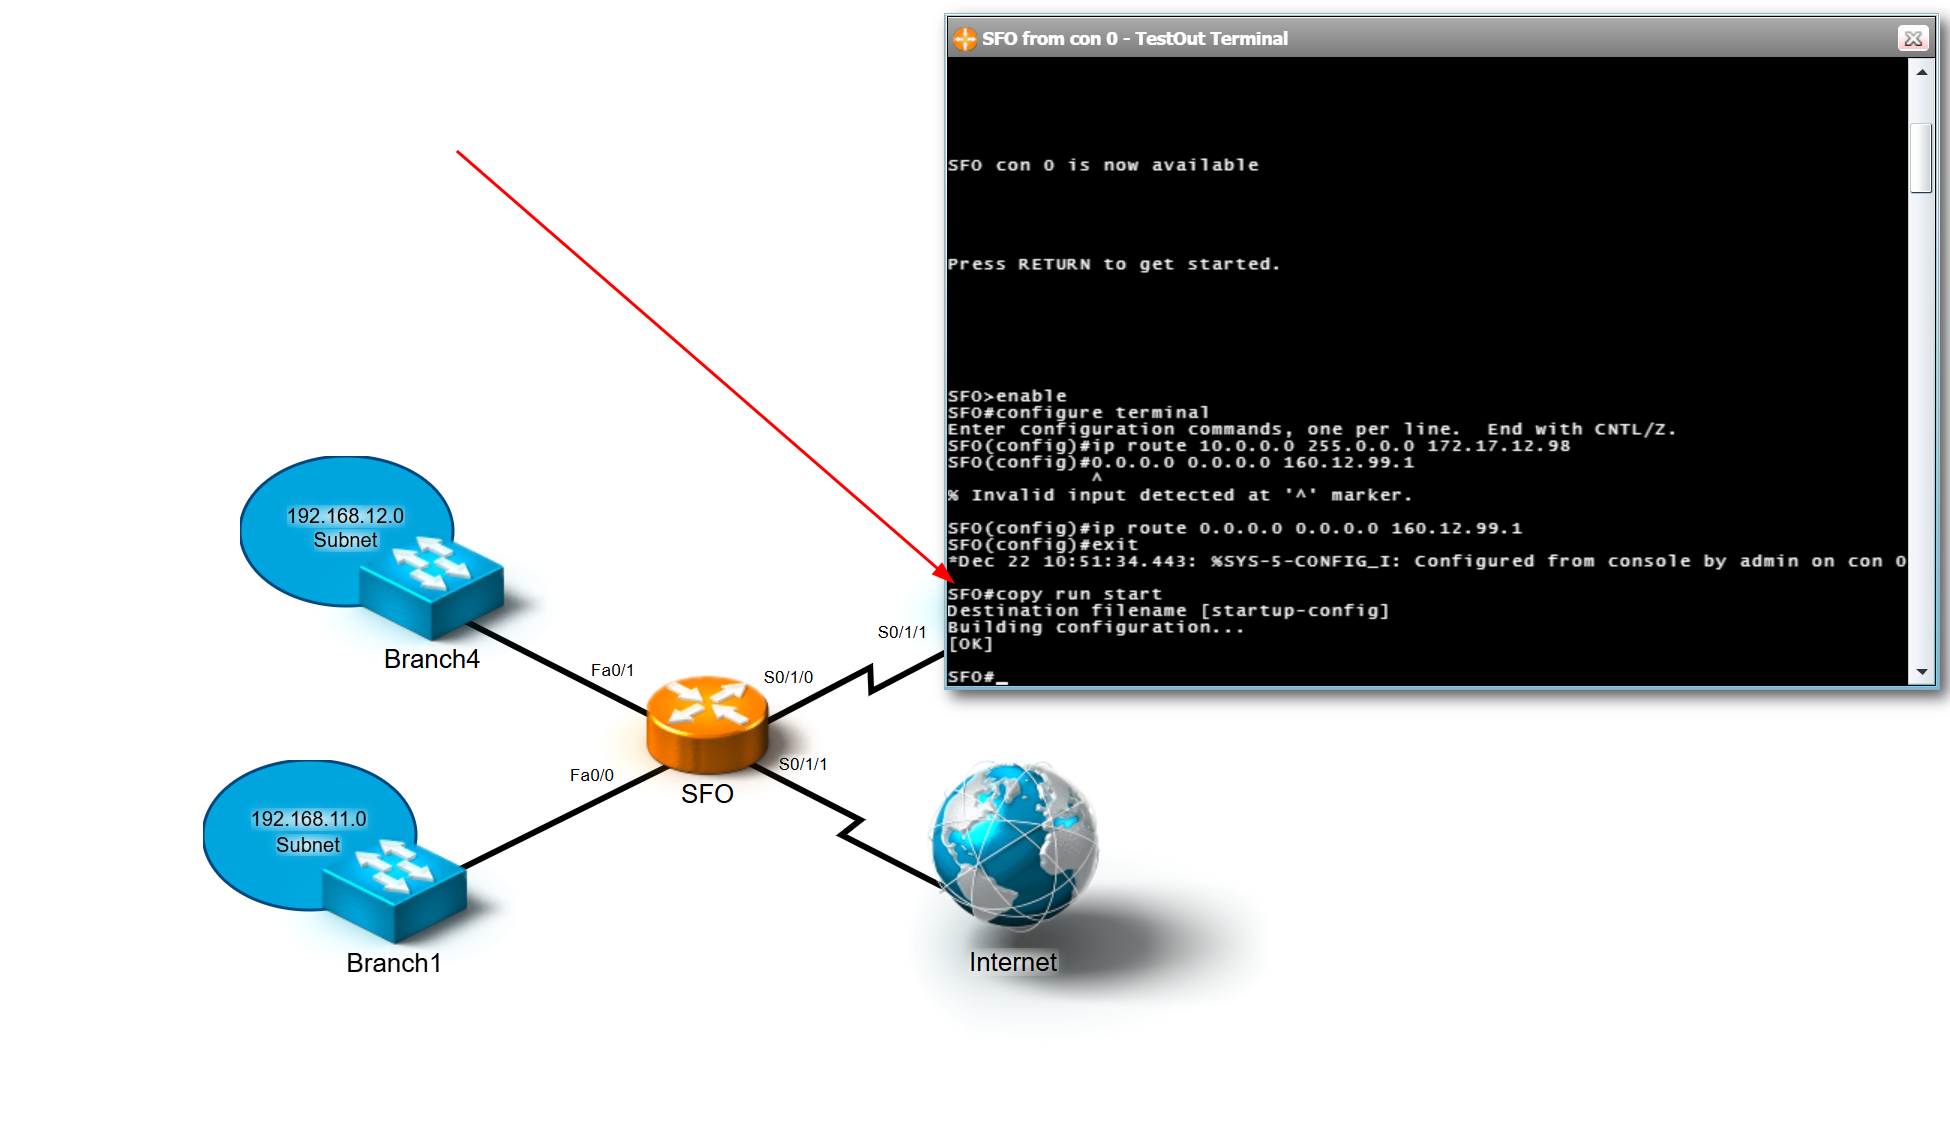 SFO from con 0 - TestOut Terminal
SFO con 0 is now available
Press RETURN to get started.
SFO>enable
SFO#configure terminal
Enter configuration commands, one per line.  End with CNTL/Z.
SFO(config)#ip route 10.0.0.0 255.0.0.0 172.17.12.98
SFO(config)#0.0.0.0 0.0.0.0 160.12.99.1
^
% Invalid input detected at '^' marker.
SFO(config)#ip route 0.0.0.0 0.0.0.0 160.12.99.1
SFO(config)#exit
*Dec 22 10:51:34.443: %SYS-5-CONFIG_I: Configured from console by admin on con 0
SFO#copy run start
Destination filename [startup-config]
Building configuration...
[OK]
SFO#_
192.168.12.0
Subnet
Branch4
Fa0/1
S0/1/0
S0/1/1
SFO
Fa0/0
S0/1/1
192.168.11.0
Subnet
Branch1
Internet